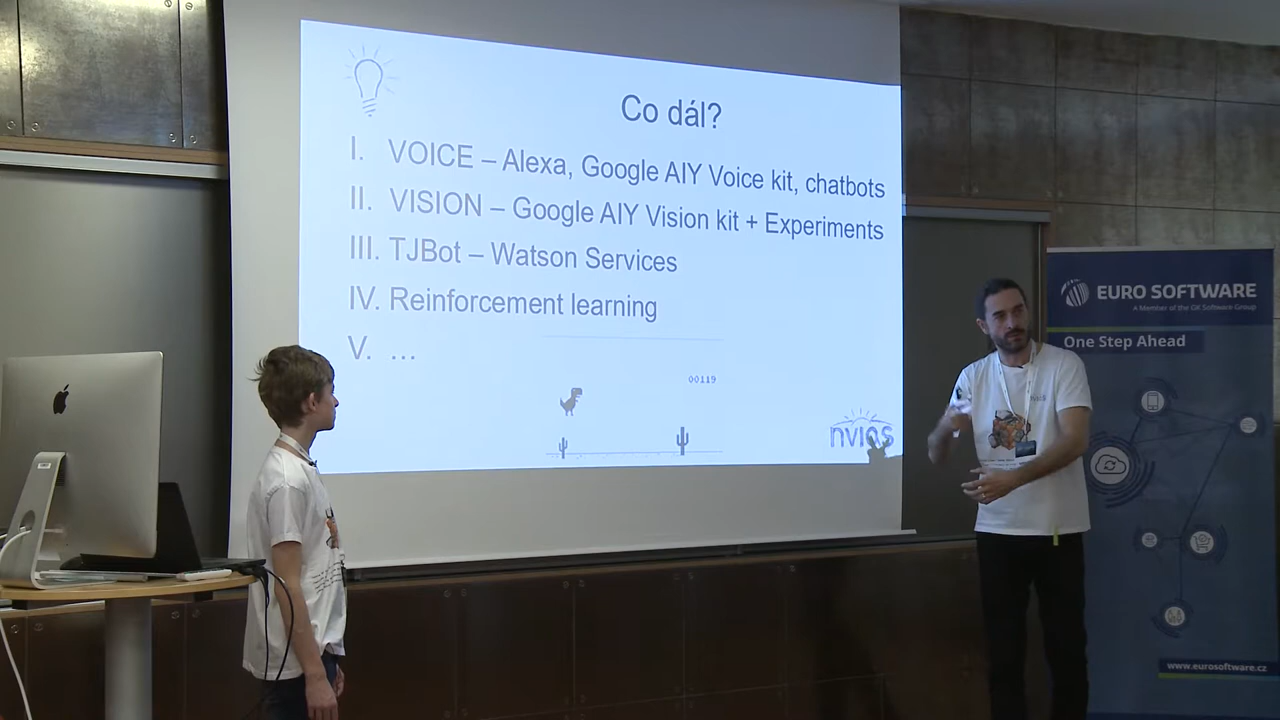 Co dál?
I. VOICE – Alexa, Google AIY Voice kit, chatbots
II. VISION – Google AIY Vision kit + Experiments
III. TJBot – Watson Services
IV. Reinforcement learning
V. ...
00119
nvias
EURO SOFTWARE
A Member of the GK Software Group
One Step Ahead
www.eurosoftware.cz